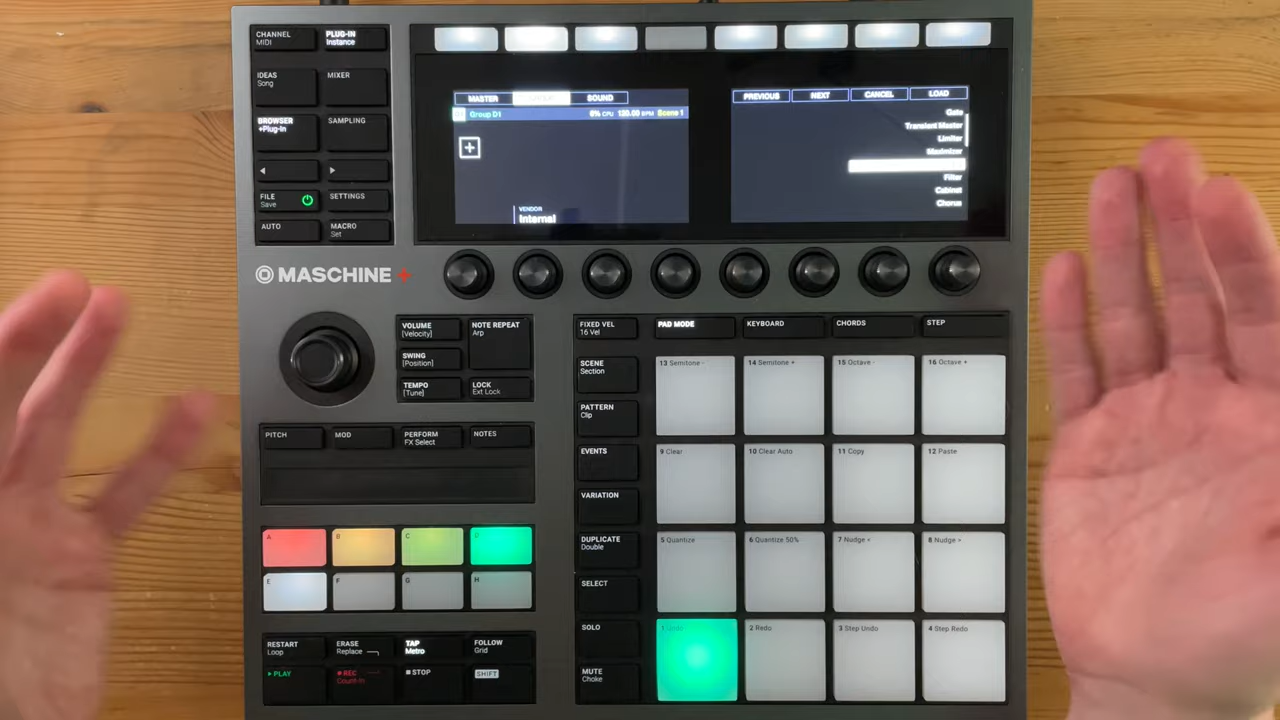 CHANNEL
MIDI
PLUG-IN
Instance
IDEAS
Song
MIXER
BROWSER
+Plug-In
SAMPLING
FILE
Save
SETTINGS
AUTO
MACRO
Set
MASTER
SOUND
Group D1
6% CPU 120.00 BPM Scene 1
VENDOR
Internal
PREVIOUS
NEXT
CANCEL
LOAD
Gate
Transient Master
Limiter
Maximizer
Filter
Cabinet
Chorus
MASCHINE+
VOLUME
[Velocity]
NOTE REPEAT
Arp
SWING
[Position]
TEMPO
[Tune]
LOCK
Ext Lock
FIXED VEL
16 Vel
PAD MODE
KEYBOARD
CHORDS
STEP
PITCH
MOD
PERFORM
FX Select
NOTES
SCENE
Section
PATTERN
Clip
EVENTS
VARIATION
DUPLICATE
Double
SELECT
SOLO
MUTE
Choke
13 Semitone -
14 Semitone +
15 Octave -
16 Octave +
9 Clear
10 Clear Auto
11 Copy
12 Paste
5 Quantize
6 Quantize 50%
7 Nudge <
8 Nudge >
1 Undo
2 Redo
3 Step Undo
4 Step Redo
A
B
C
D
E
F
G
H
RESTART
Loop
ERASE
Replace
TAP
Metro
FOLLOW
Grid
PLAY
REC
Count-In
STOP
SHIFT